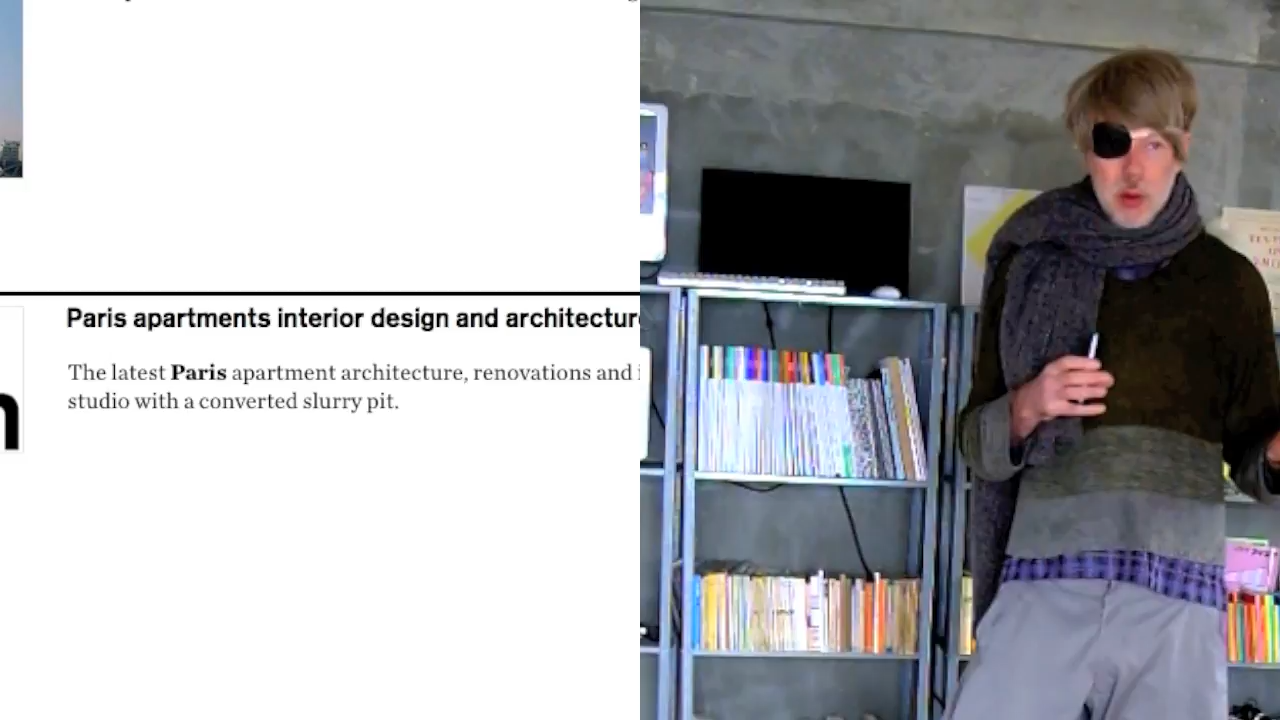 Paris apartments interior design and architectur
The latest Paris apartment architecture, renovations and i
studio with a converted slurry pit.